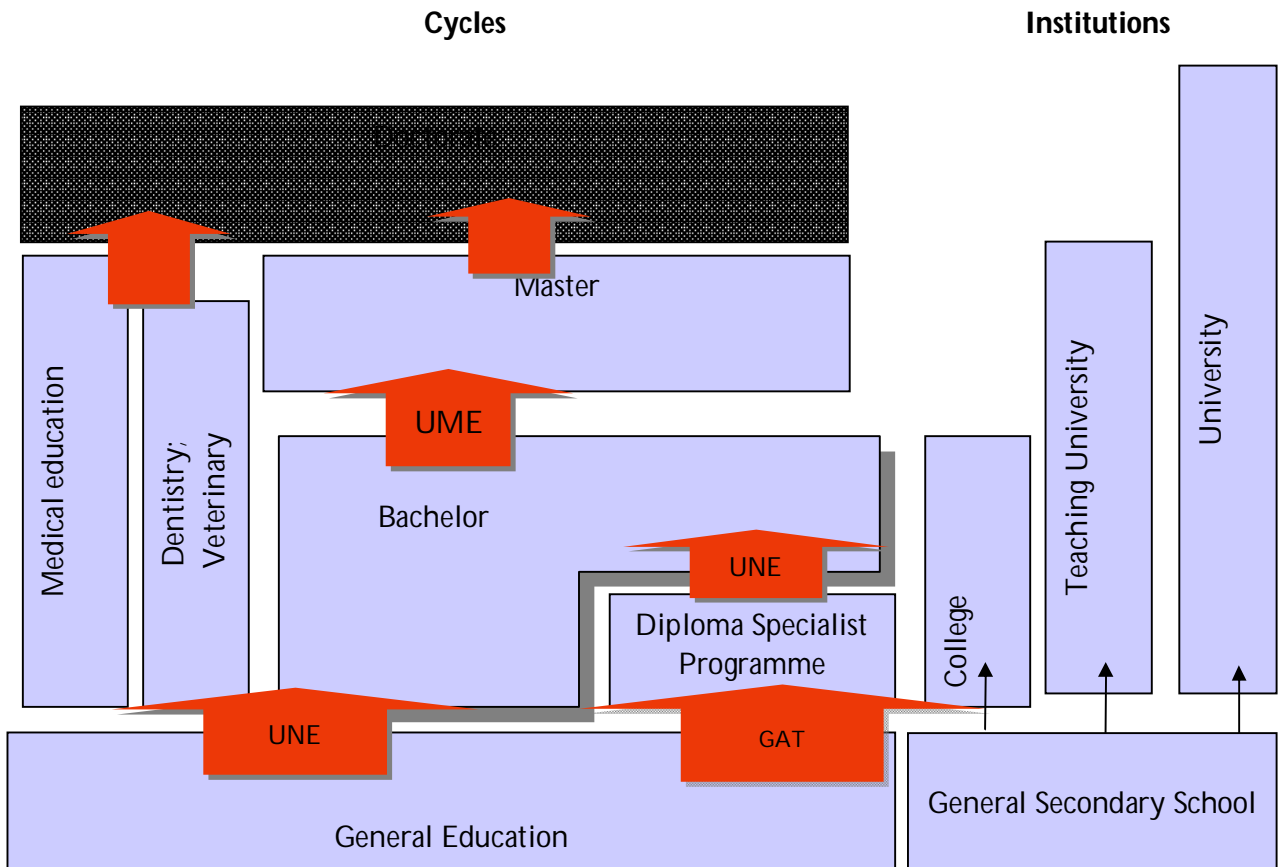 Cycles
Institutions
Doctorate
Master
UME
Bachelor
UNE
Diploma Specialist
Programme
Medical education
Dentistry;
Veterinary
College
Teaching University
University
UNE
GAT
General Education
General Secondary School